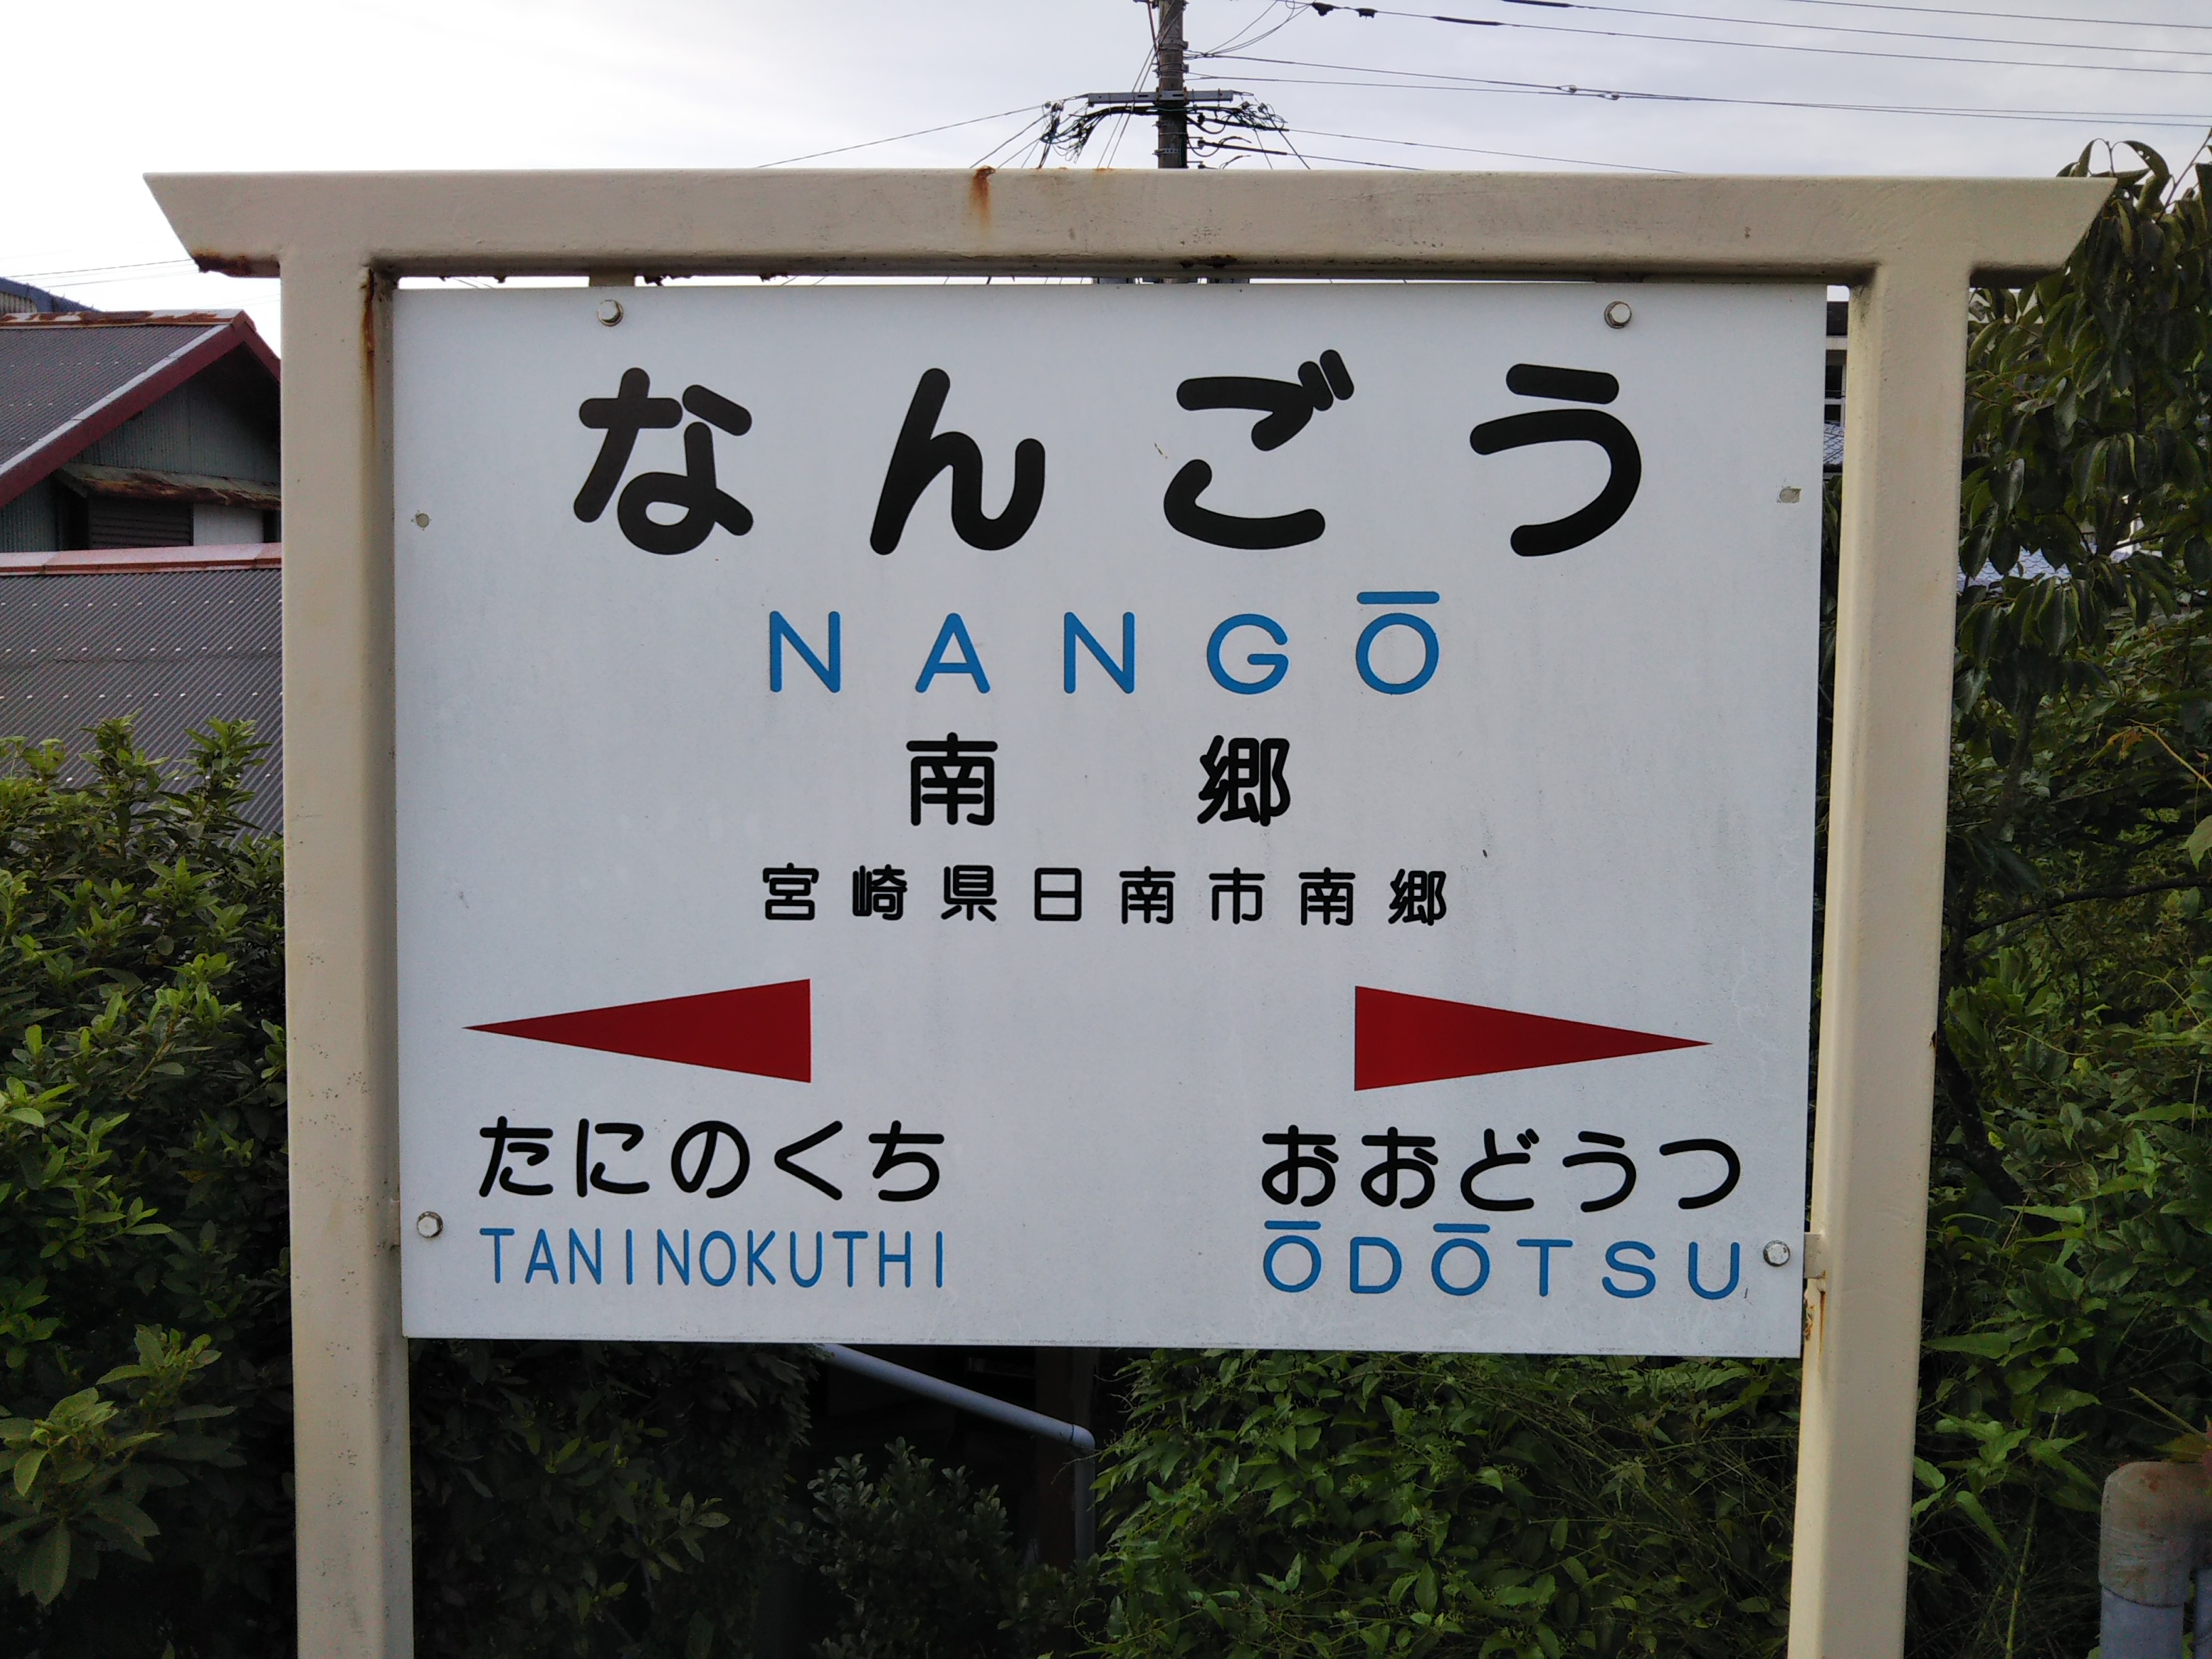 なんごう
NANGŌ
南郷
宮崎県日南市南郷
たにのくち
TANINOKUTHI
おおどうつ
ŌDŌTSU